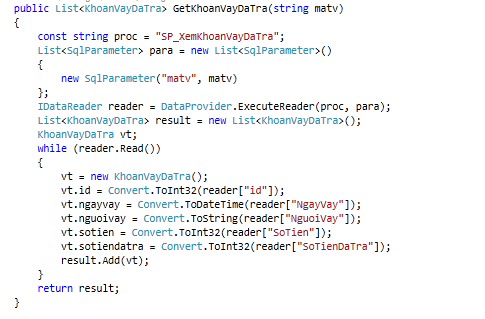 public List<KhoanVayDaTra> GetKhoanVayDaTra(string matv)
{
    const string proc = "SP_XemKhoanVayDaTra";
    List<SqlParameter> para = new List<SqlParameter>()
    {
        new SqlParameter("matv", matv)
    };
    IDataReader reader = DataProvider.ExecuteReader(proc, para);
    List<KhoanVayDaTra> result = new List<KhoanVayDaTra>();
    KhoanVayDaTra vt;
    while (reader.Read())
    {
        vt = new KhoanVayDaTra();
        vt.id = Convert.ToInt32(reader["id"]);
        vt.ngayvay = Convert.ToDateTime(reader["NgayVay"]);
        vt.nguoivay = Convert.ToString(reader["NguoiVay"]);
        vt.sotien = Convert.ToInt32(reader["SoTien"]);
        vt.sotiendatra = Convert.ToInt32(reader["SoTienDaTra"]);
        result.Add(vt);
    }
    return result;
}